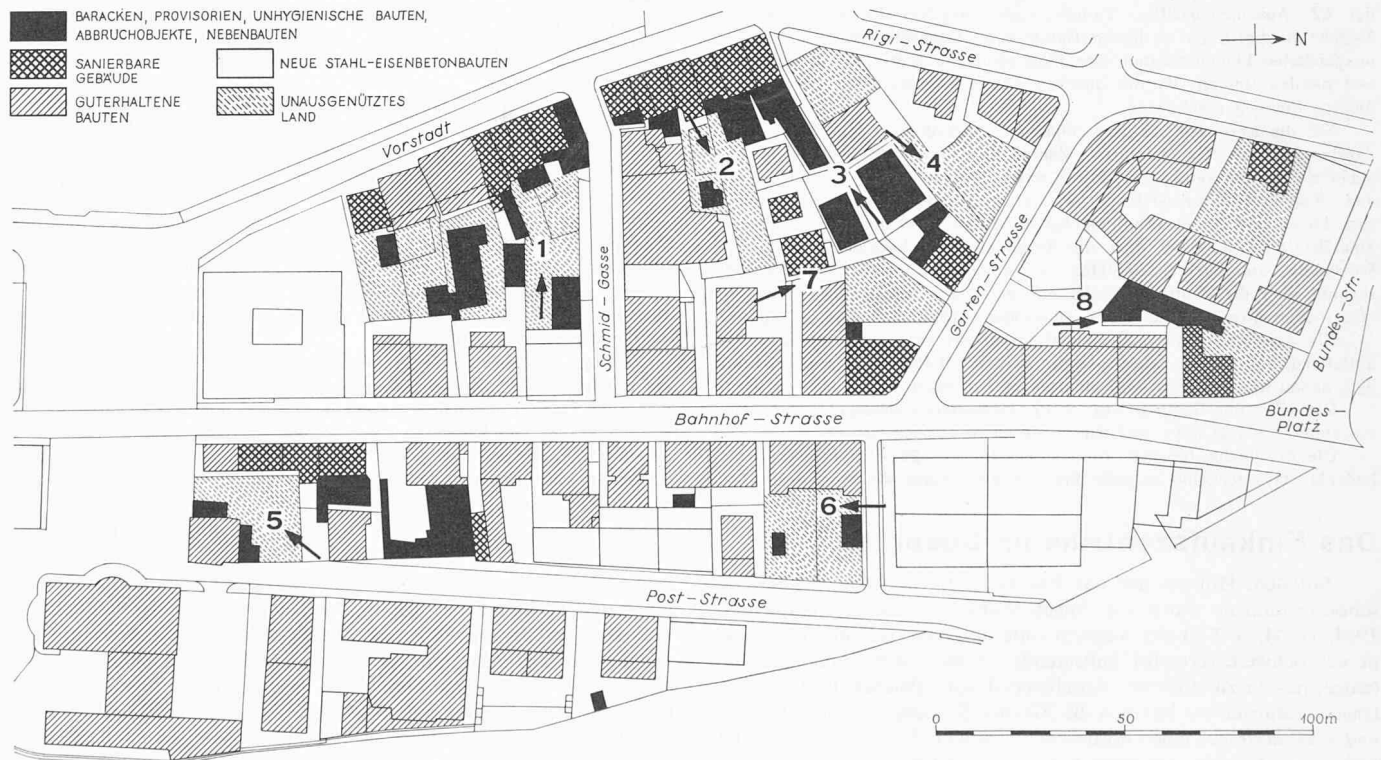 BARACKEN, PROVISORIEN, UNHYGIENISCHE BAUTEN,
ABBRUCHOBJEKTE, NEBENBAUTEN
SANIERBARE
GEBÄUDE
NEUE STAHL-EISENBETONBAUTEN
GUTERHALTENE
BAUTEN
UNAUSGENÜTZTES
LAND
Rigi-Strasse
N
Vorstadt
2
4
3
1
Schmid-Gasse
7
Garten-Strasse
8
Bundes-Str.
Bahnhof-Strasse
Bundes-
Platz
5
6
Post-Strasse
0 50 100m